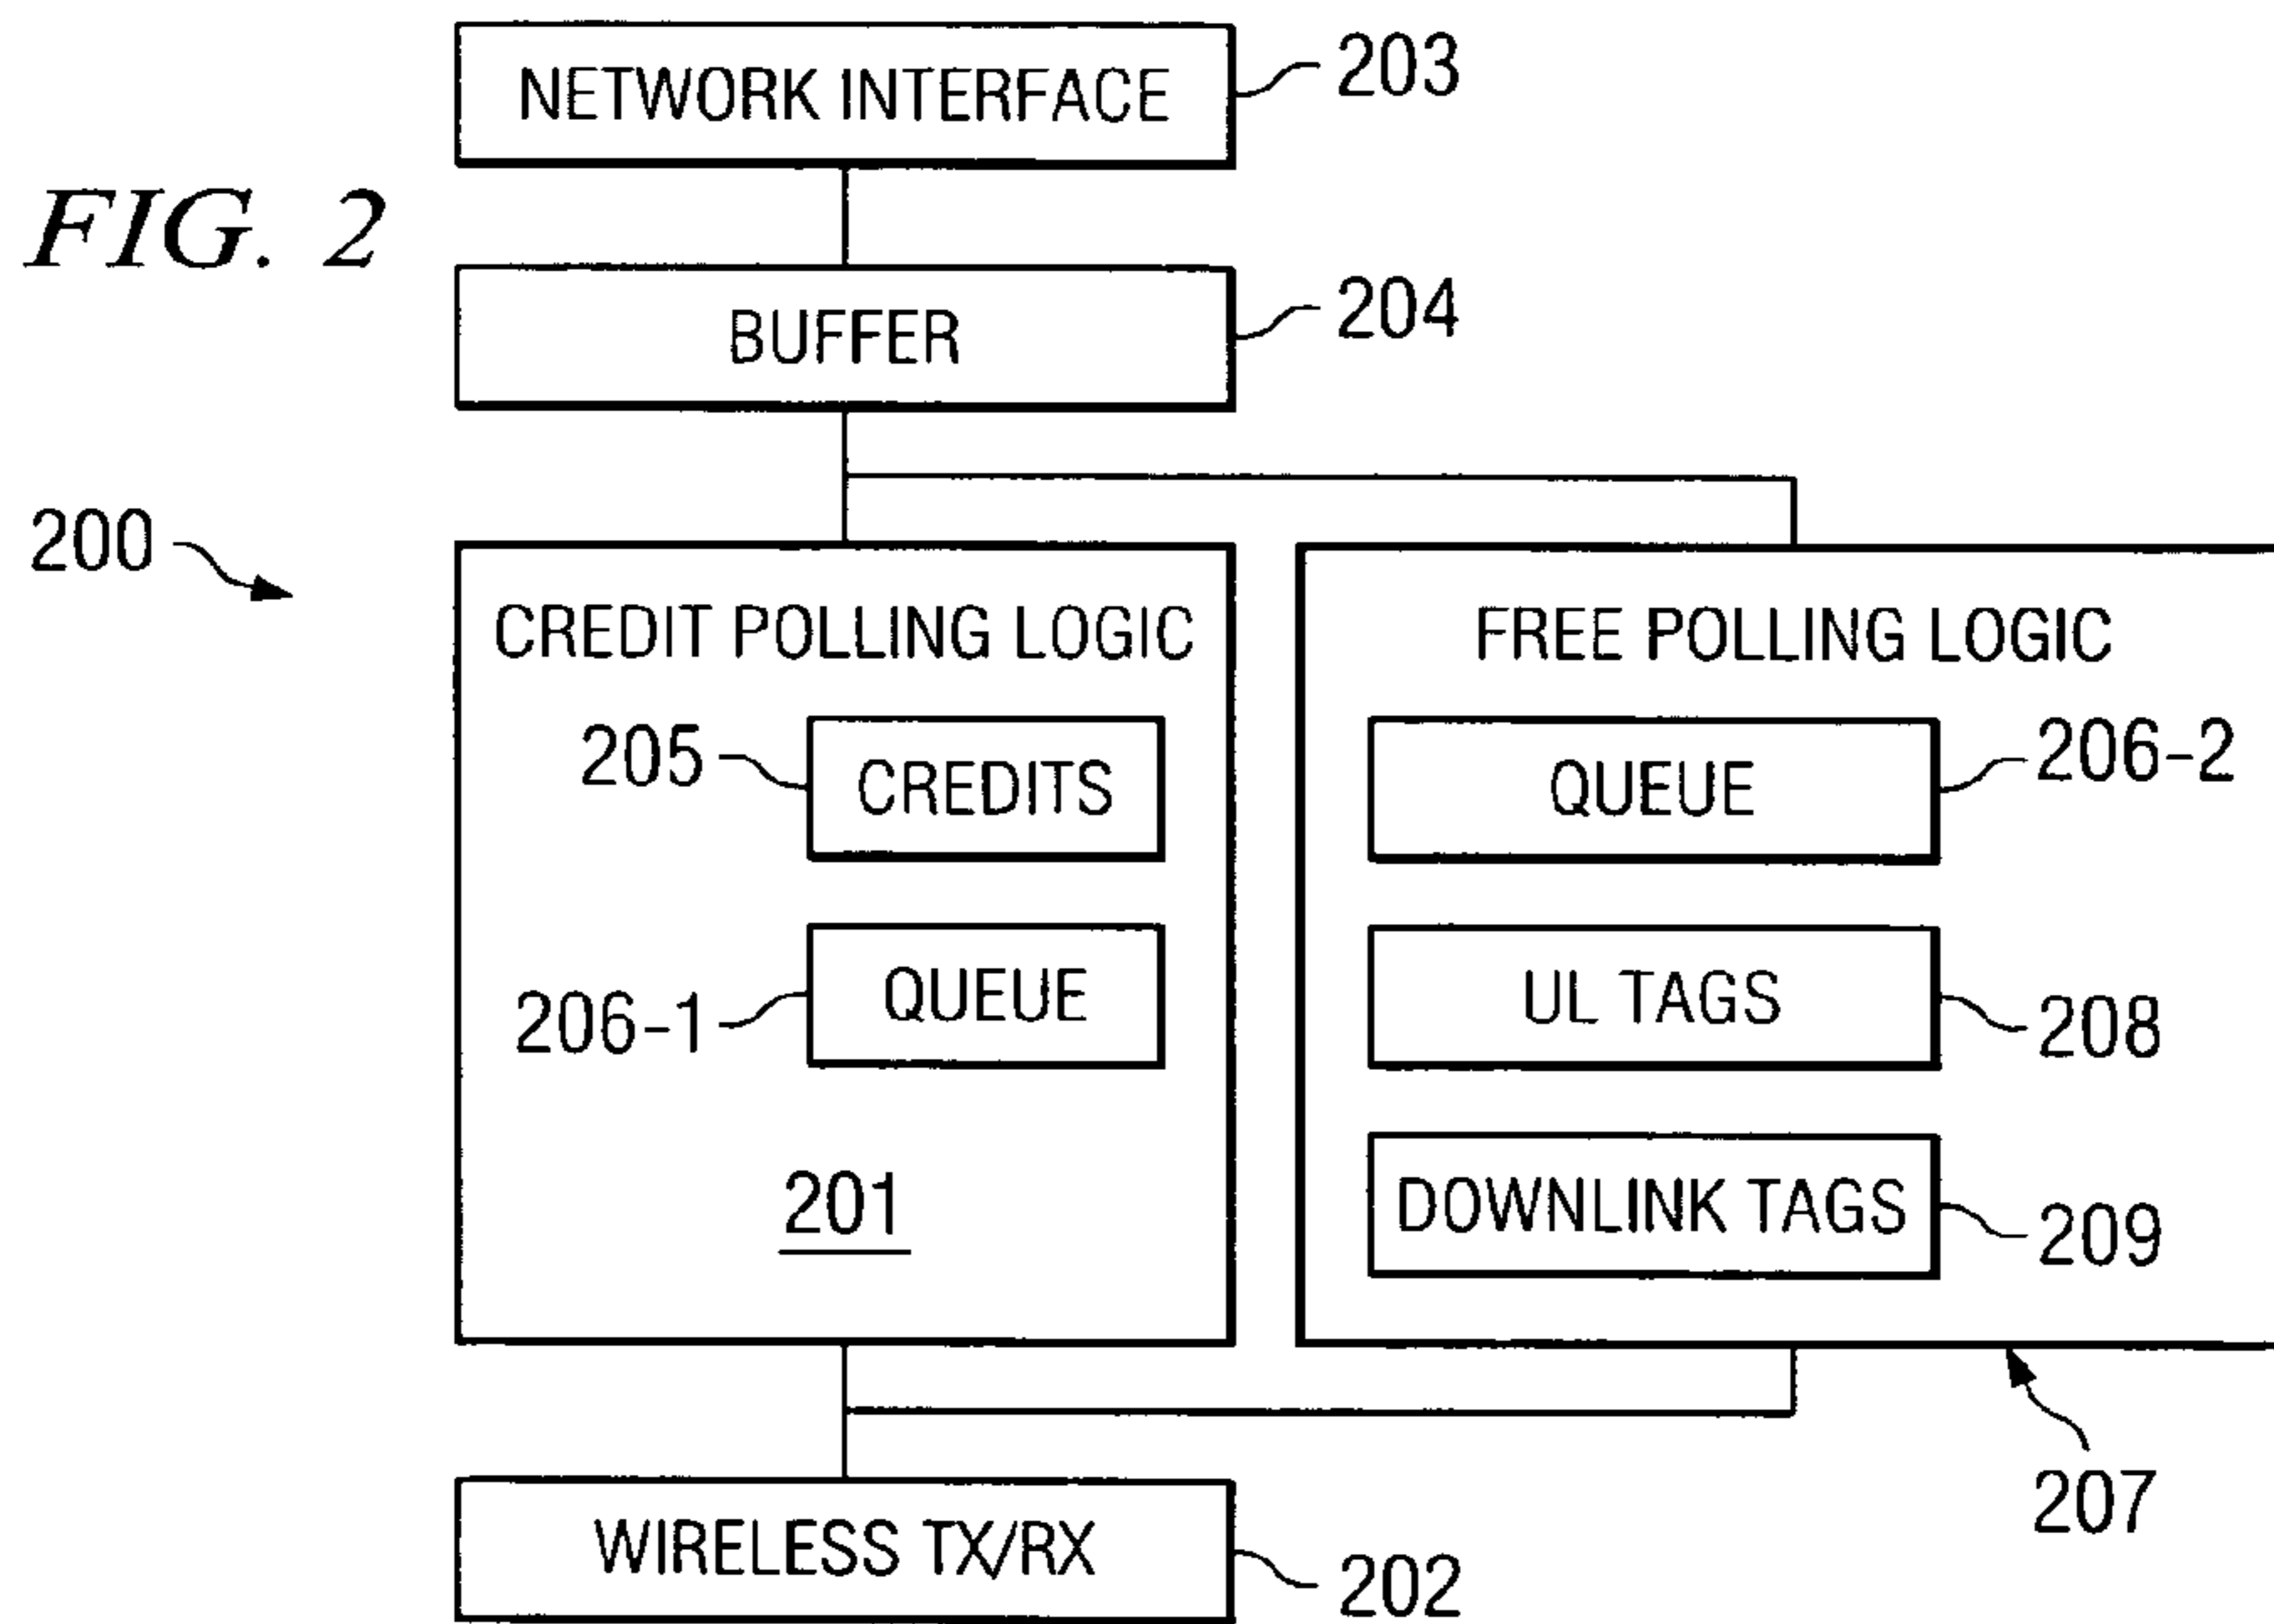 NETWORK INTERFACE
203
FIG. 2
BUFFER
204
200
CREDIT POLLING LOGIC
205
CREDITS
206-1
QUEUE
201
FREE POLLING LOGIC
QUEUE
206-2
UL TAGS
208
DOWNLINK TAGS
209
207
WIRELESS TX/RX
202